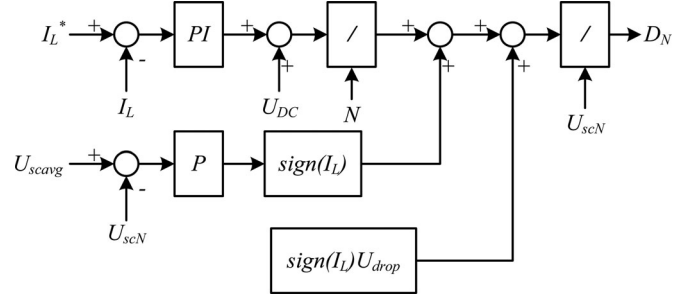 I_L* + - PI + + / + + + + / D_N
I_L U_DC N U_scN
U_scavg + - P sign(I_L)
U_scN
sign(I_L)U_drop